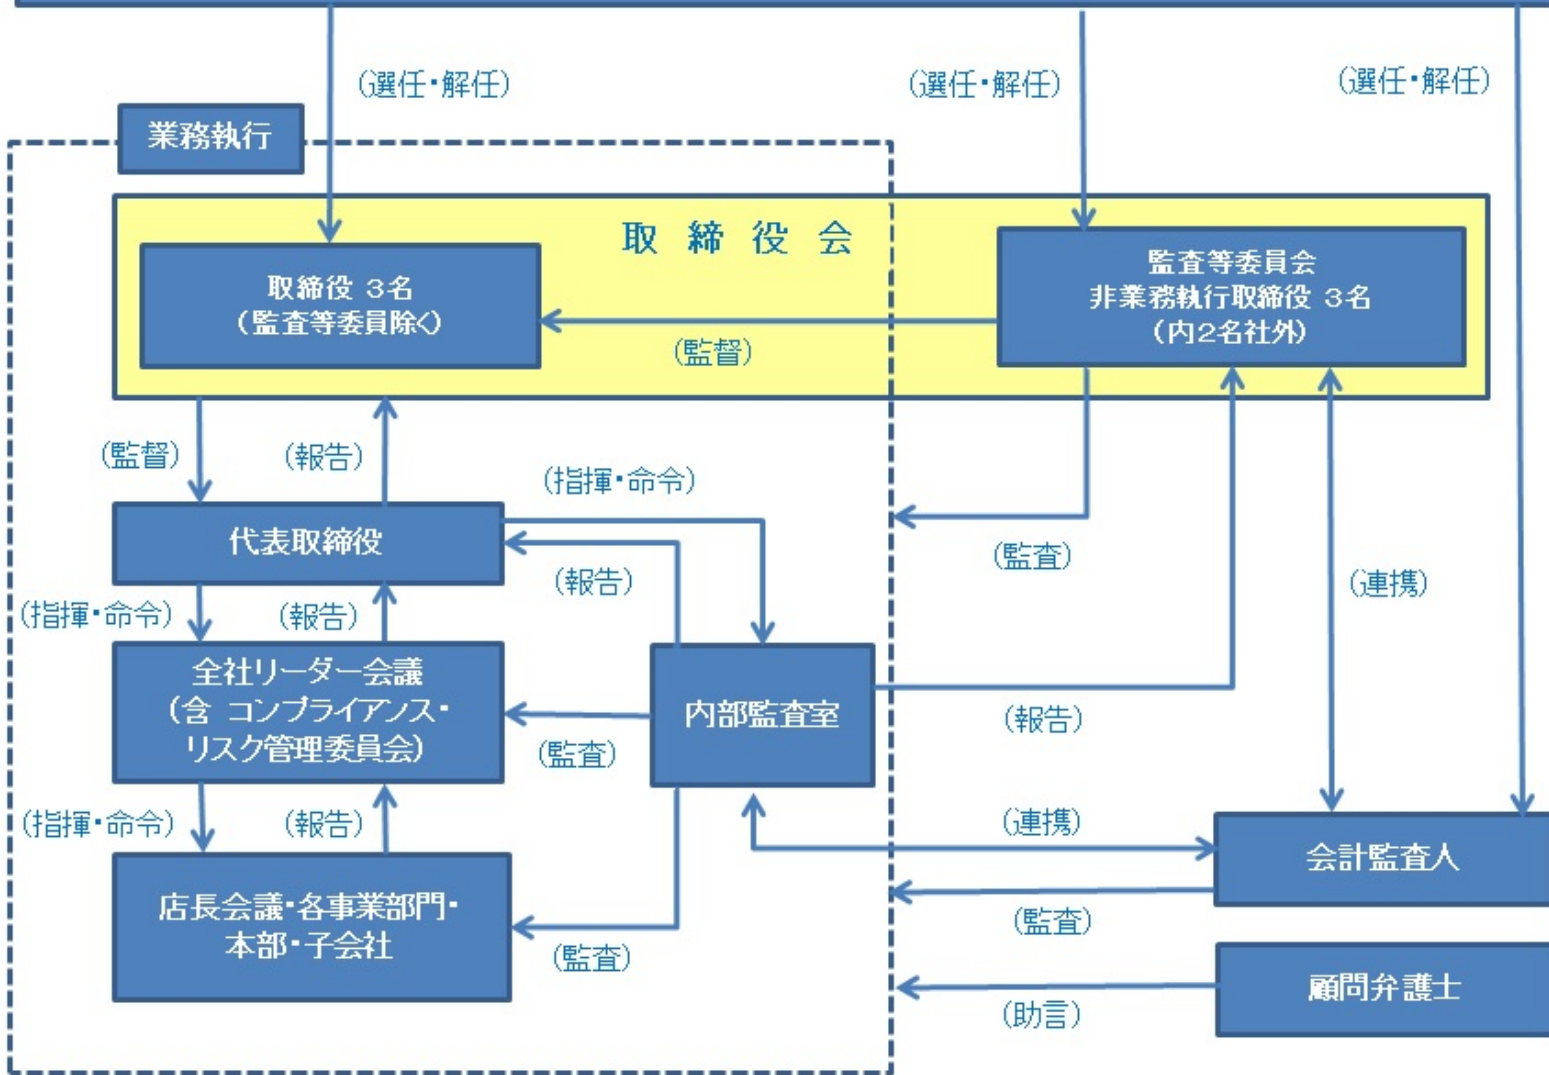 (選任・解任)
(選任・解任)
(選任・解任)
業務執行
取締役会
取締役 3名
(監査等委員除く)
監査等委員会
非業務執行取締役 3名
(内2名社外)
(監督)
(監督)
(報告)
(指揮・命令)
代表取締役
(報告)
(監査)
(連携)
(指揮・命令)
(報告)
全社リーダー会議
(含 コンプライアンス・
リスク管理委員会)
内部監査室
(監査)
(報告)
(指揮・命令)
(報告)
(連携)
会計監査人
店長会議・各事業部門・
本部・子会社
(監査)
(監査)
顧問弁護士
(助言)